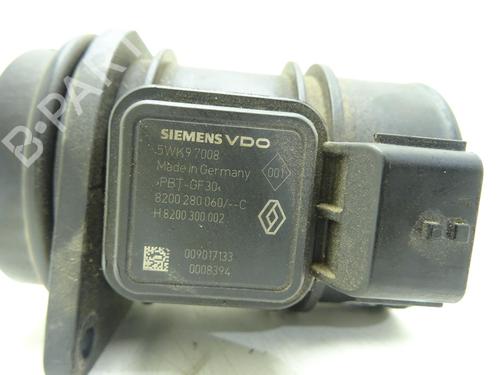 B-PART
SIEMENS VDO
5WK9 7008
Made in Germany
001
>PBT-GF30<
8200 280 060/--C
H 8200 300 002
009017133
0008394